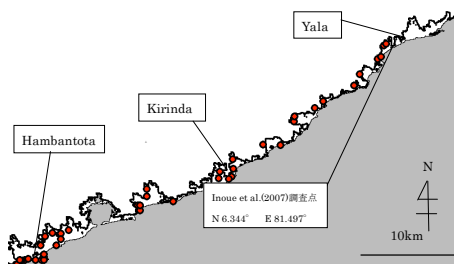 Yala
Kirinda
Hambantota
Inoue et al.(2007)調査点
N 6.344° E 81.497°
N
10km